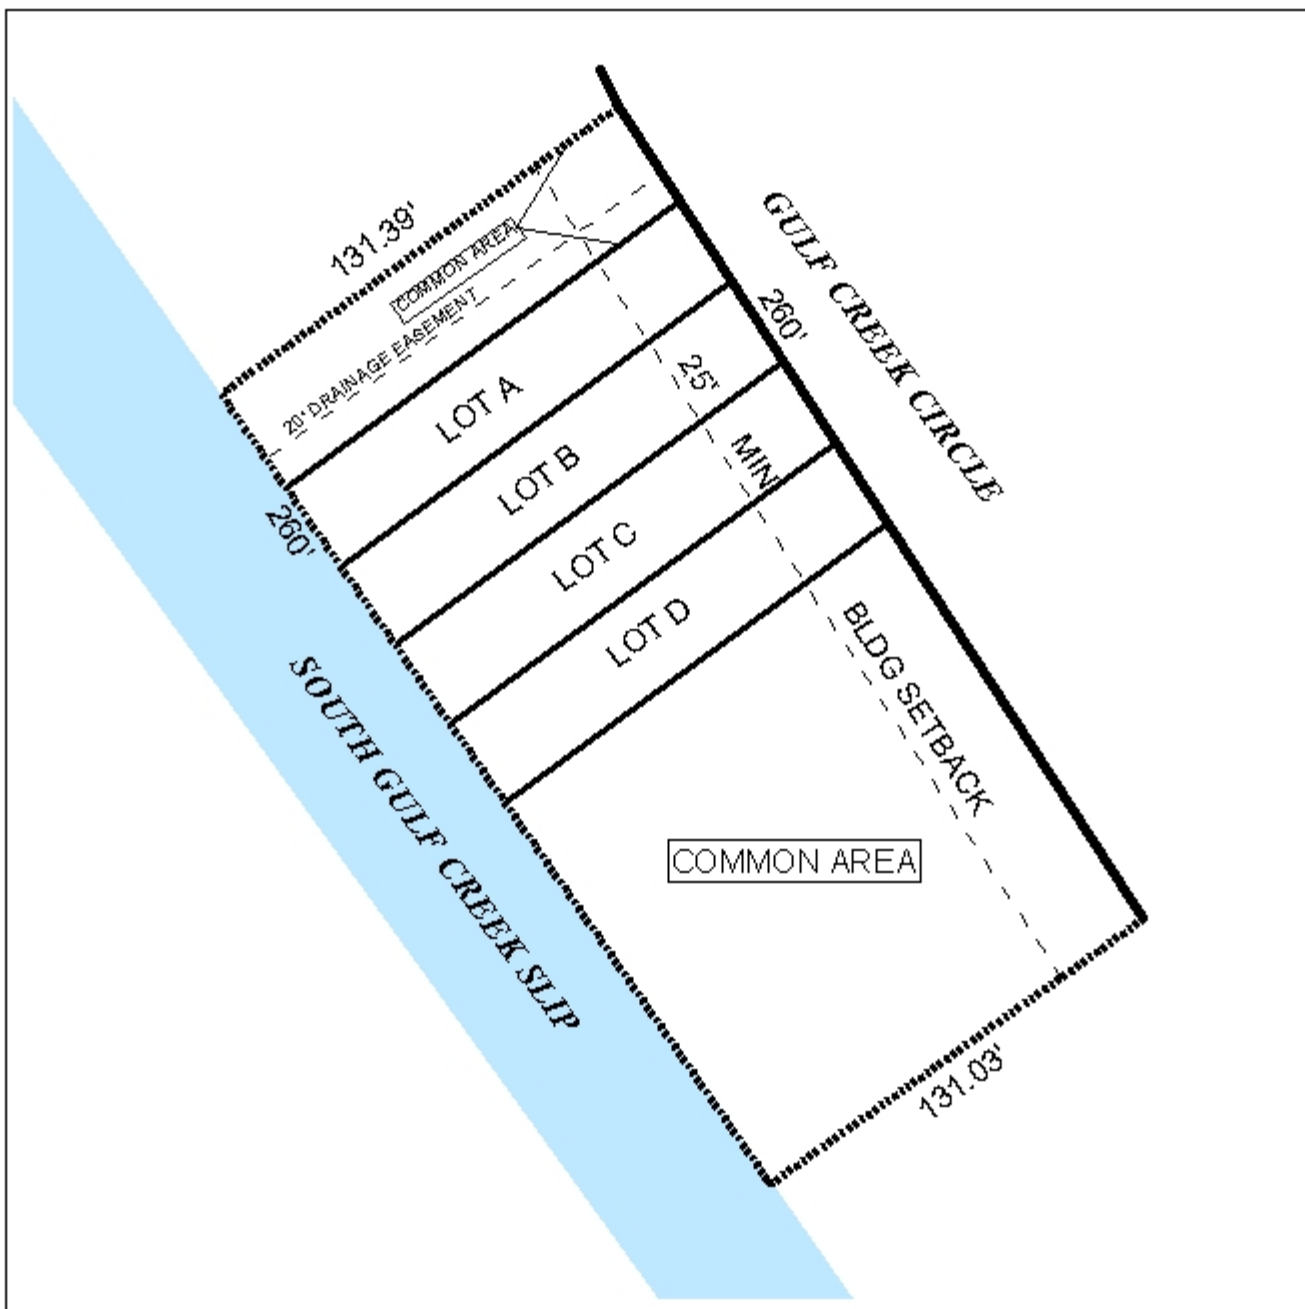 131.39'
COMMON AREA
20' DRAINAGE EASEMENT
GULF CREEK CIRCLE
260'
LOT A
25' MIN BLDG SETBACK
LOT B
260'
LOT C
LOT D
SOUTH GULF CREEK SLIP
COMMON AREA
131.03'